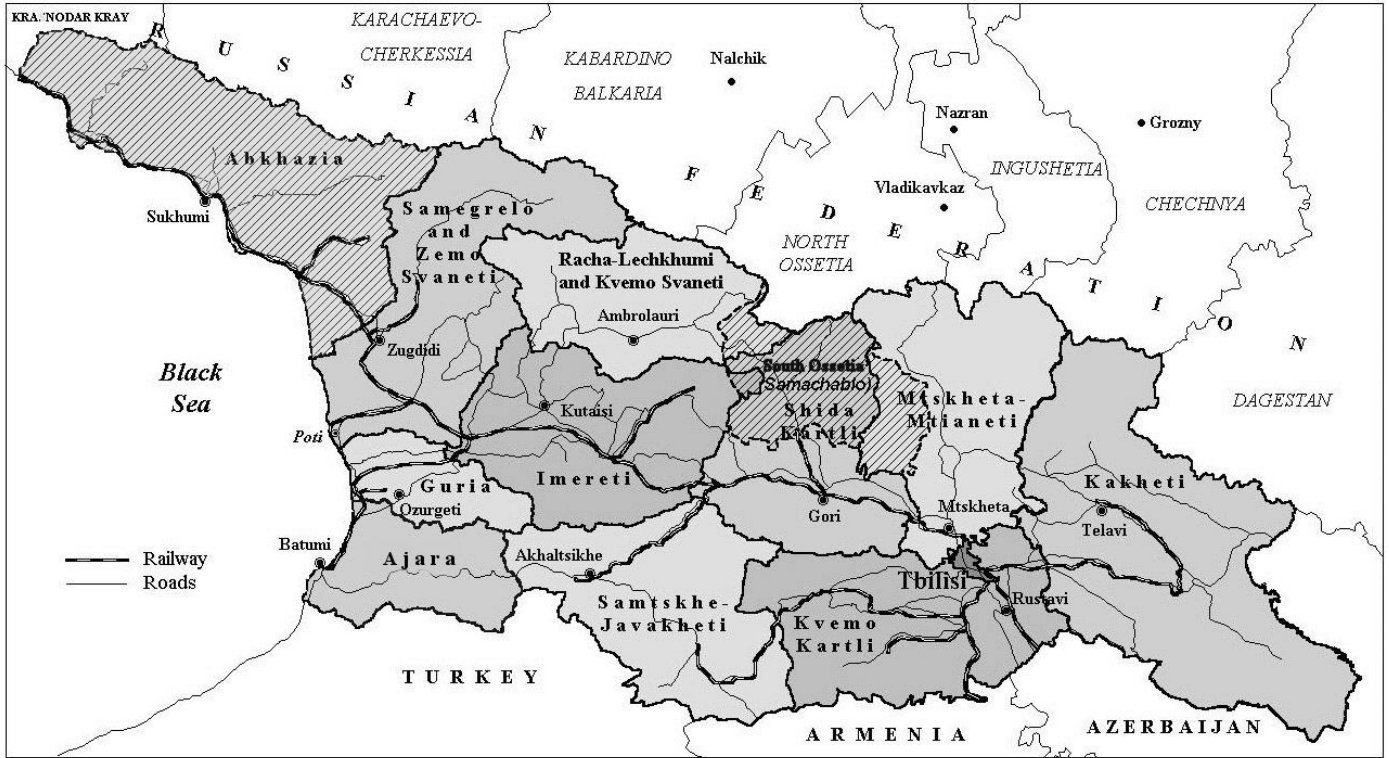 KRA.'NODAR KRAY
RUSSIAN FEDERATION
KARACHAEVO-
CHERKESSIA
KABARDINO
BALKARIA
Nalchik
Nazran
Grozny
INGUSHETIA
Vladikavkaz
CHECHNYA
NORTH
OSSETIA
DAGESTAN
Abkhazia
Sukhumi
Samegrelo
and
Zemo
Svaneti
Racha-Lechkhumi
and Kvemo Svaneti
Ambrolauri
Zugdidi
South Ossetia
(Samachablo)
Shida
Kartli
Mtskheta-
Mtianeti
Black
Sea
Poti
Kutaisi
Imereti
Guria
Ozurgeti
Gori
Mtskheta
Kakheti
Telavi
Batumi
Ajara
Akhaltsikhe
Tbilisi
Rustavi
Samtskhe-
Javakheti
Kvemo
Kartli
Railway
Roads
TURKEY
ARMENIA
AZERBAIJAN